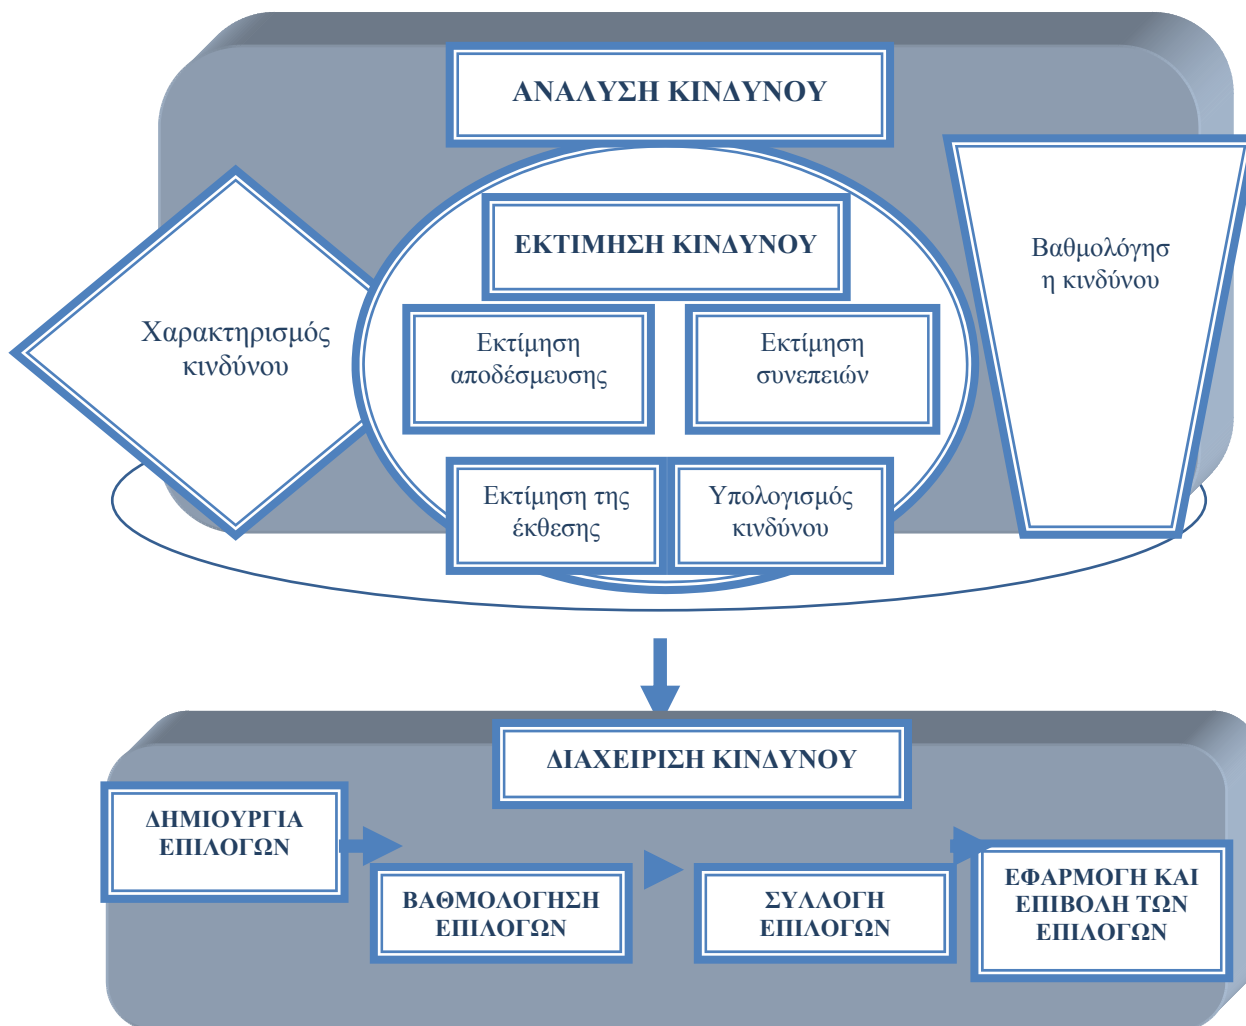 ΑΝΑΛΥΣΗ ΚΙΝΔΥΝΟΥ
ΕΚΤΙΜΗΣΗ ΚΙΝΔΥΝΟΥ
Χαρακτηρισμός
κινδύνου
Εκτίμηση
αποδέσμευσης
Εκτίμηση
συνεπειών
Βαθμολόγησ
η κινδύνου
Εκτίμηση της
έκθεσης
Υπολογισμός
κινδύνου
ΔΙΑΧΕΙΡΙΣΗ ΚΙΝΔΥΝΟΥ
ΔΗΜΙΟΥΡΓΙΑ
ΕΠΙΛΟΓΩΝ
ΒΑΘΜΟΛΟΓΗΣΗ
ΕΠΙΛΟΓΩΝ
ΣΥΛΛΟΓΗ
ΕΠΙΛΟΓΩΝ
ΕΦΑΡΜΟΓΗ ΚΑΙ
ΕΠΙΒΟΛΗ ΤΩΝ
ΕΠΙΛΟΓΩΝ